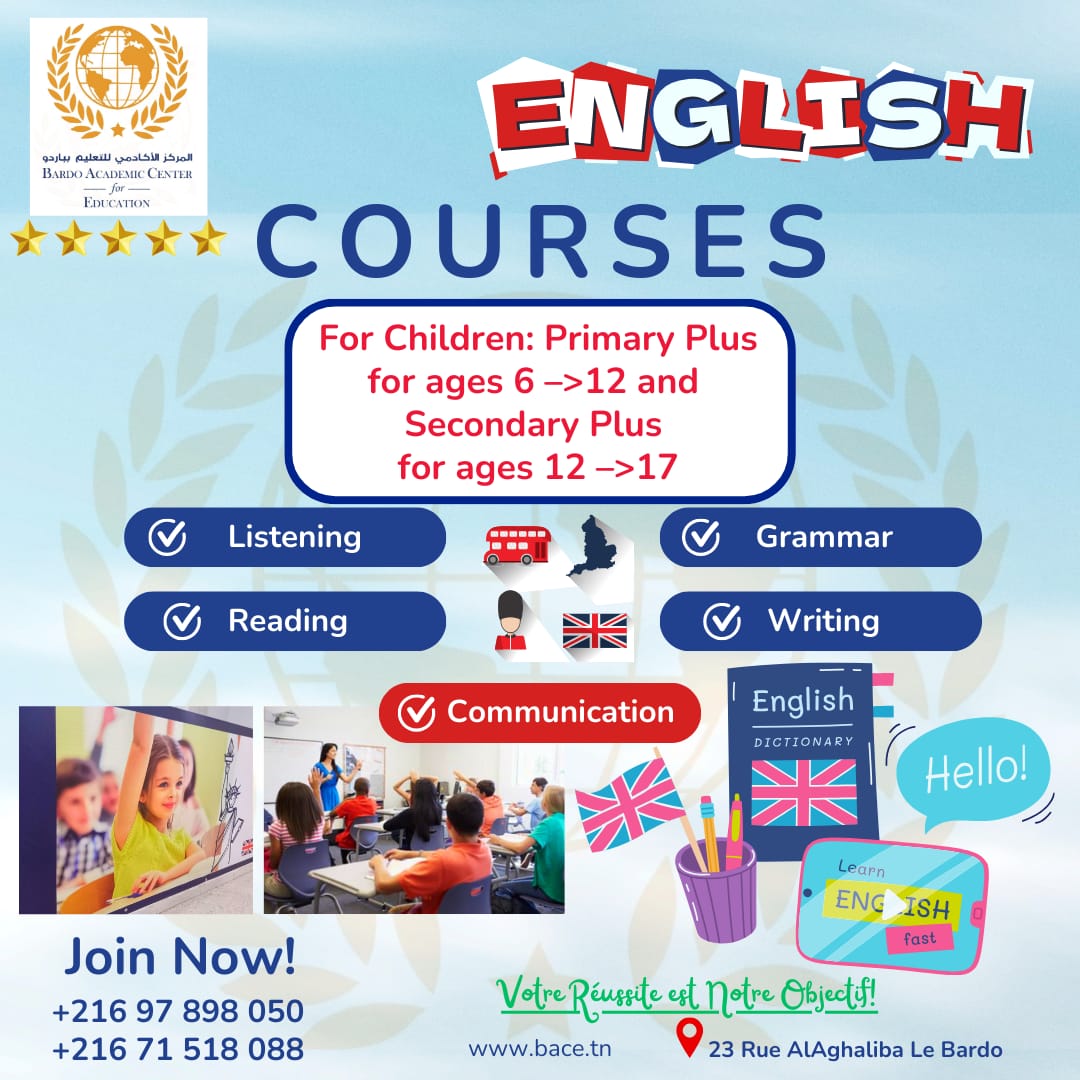 المركز الأكادمي للتعليم بباردو
BARDO ACADEMIC CENTER
for
EDUCATION
ENGLISH
COURSES
For Children: Primary Plus
for ages 6 –>12 and
Secondary Plus
for ages 12 –>17
Listening
Grammar
Reading
Writing
Communication
English
DICTIONARY
Hello!
Learn
ENGLISH
fast
Join Now!
+216 97 898 050
+216 71 518 088
Votre Réussite est Notre Objectif!
www.bace.tn
23 Rue AlAghaliba Le Bardo